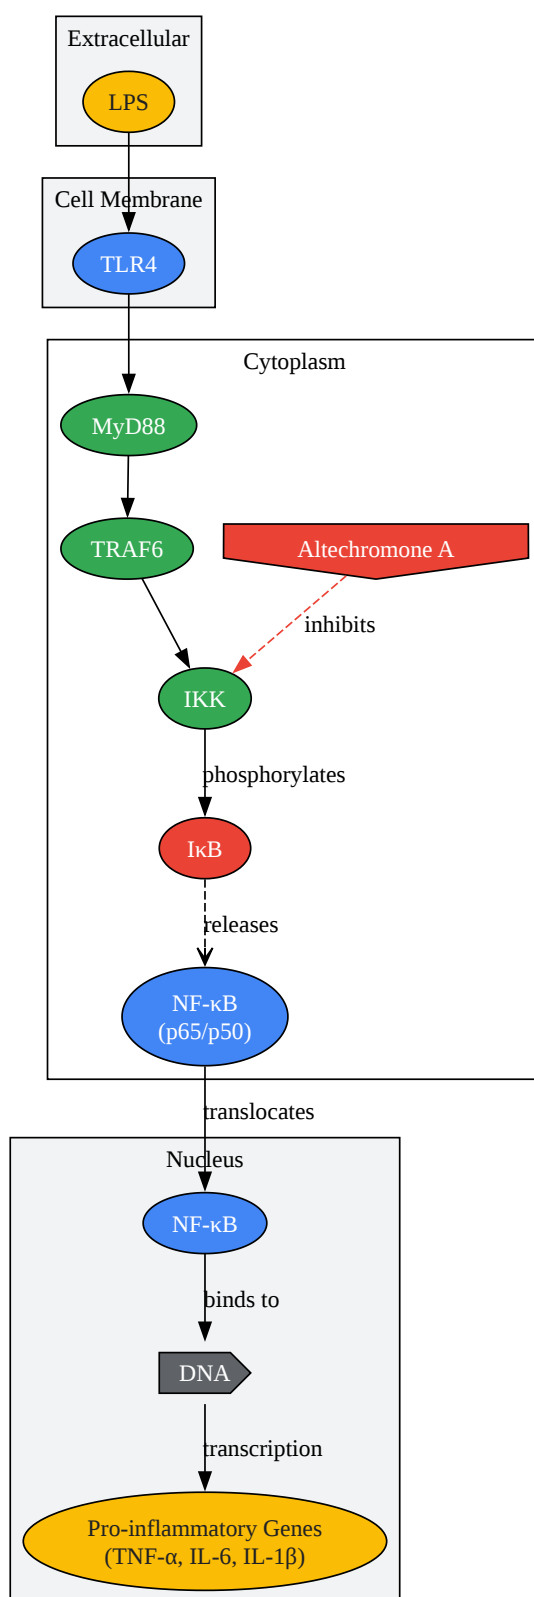 Extracellular
LPS
Cell Membrane
TLR4
Cytoplasm
MyD88
TRAF6
Altechromone A
inhibits
IKK
phosphorylates
IκB
releases
NF-κB
(p65/p50)
translocates
Nucleus
NF-κB
binds to
DNA
transcription
Pro-inflammatory Genes
(TNF-α, IL-6, IL-1β)